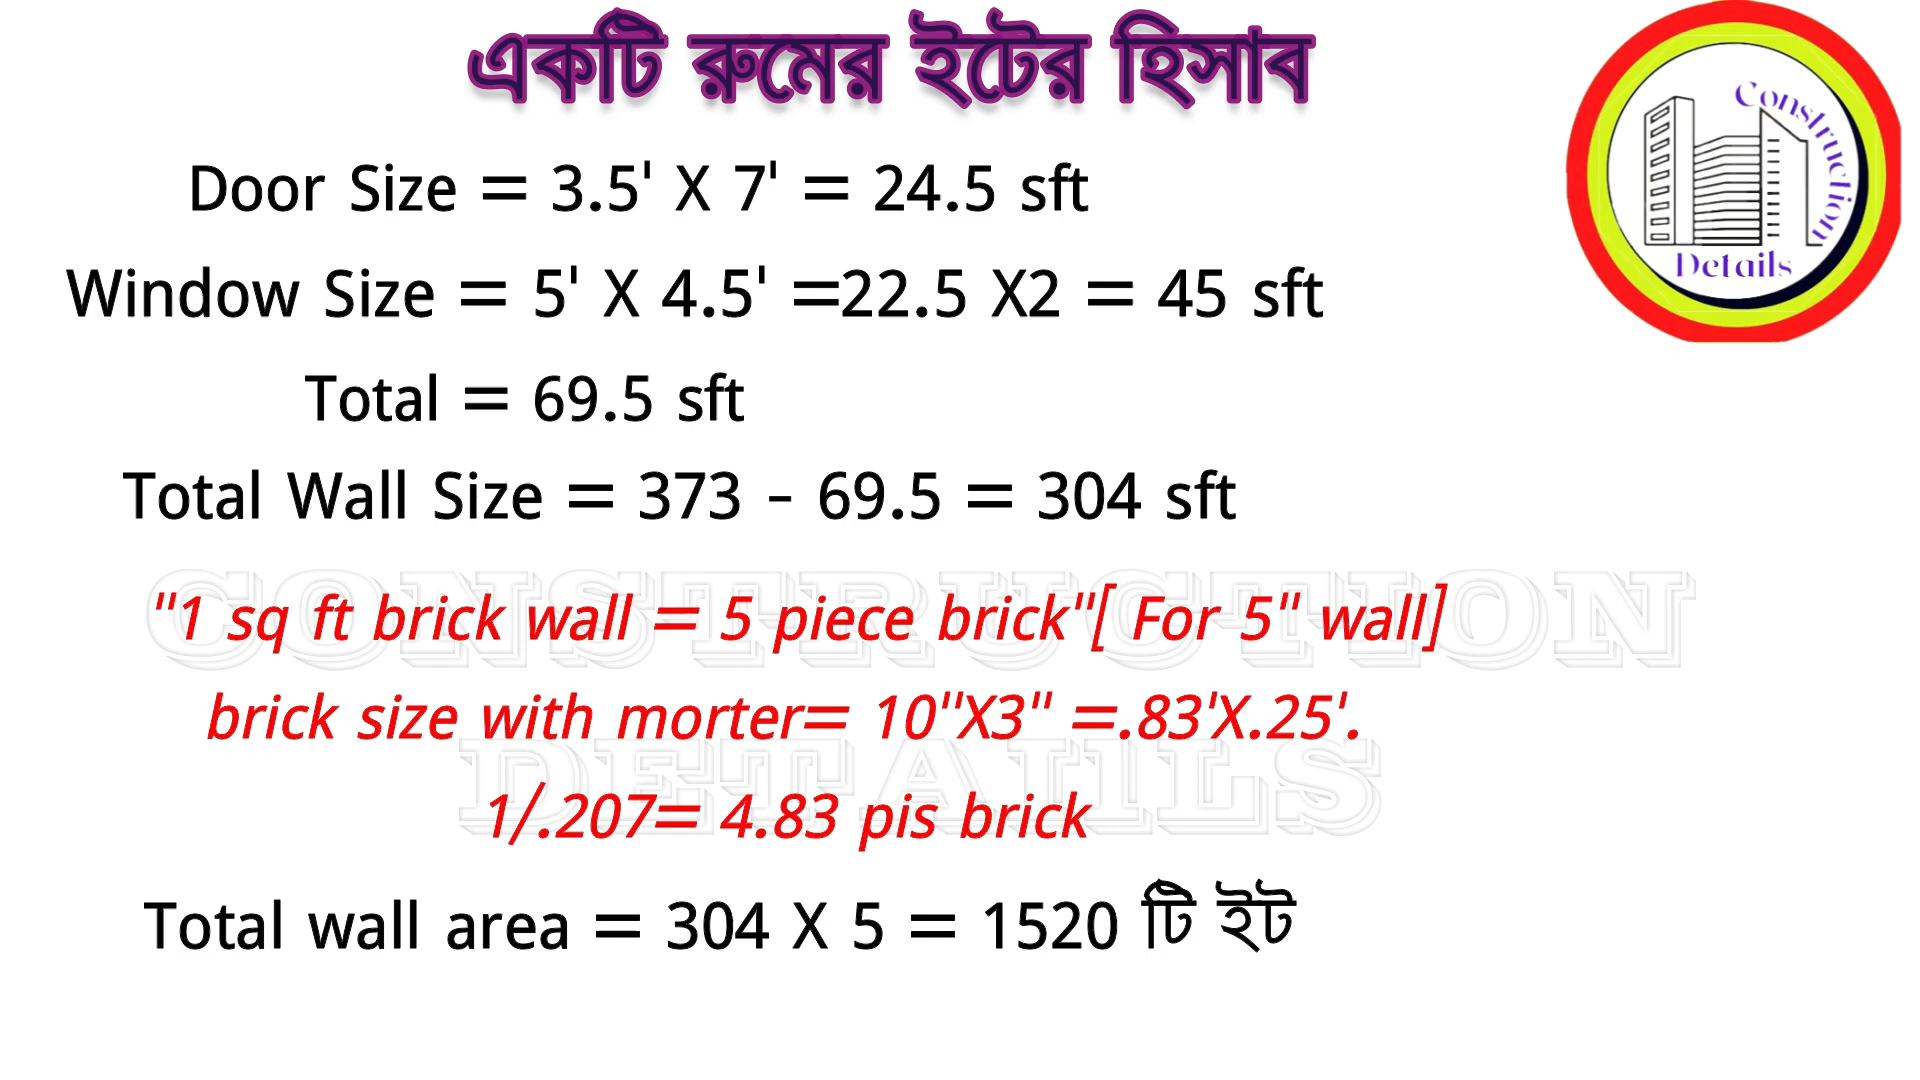 একটি রুমের ইটের হিসাব
Construction
Details
Door Size = 3.5' X 7' = 24.5 sft
Window Size = 5' X 4.5' =22.5 X2 = 45 sft
Total = 69.5 sft
Total Wall Size = 373 - 69.5 = 304 sft
CONSTRUCTION
"1 sq ft brick wall = 5 piece brick"[ For 5" wall]
brick size with morter= 10"X3" =.83'X.25'.
DETAILS
1/.207= 4.83 pis brick
Total wall area = 304 X 5 = 1520 টি ইট